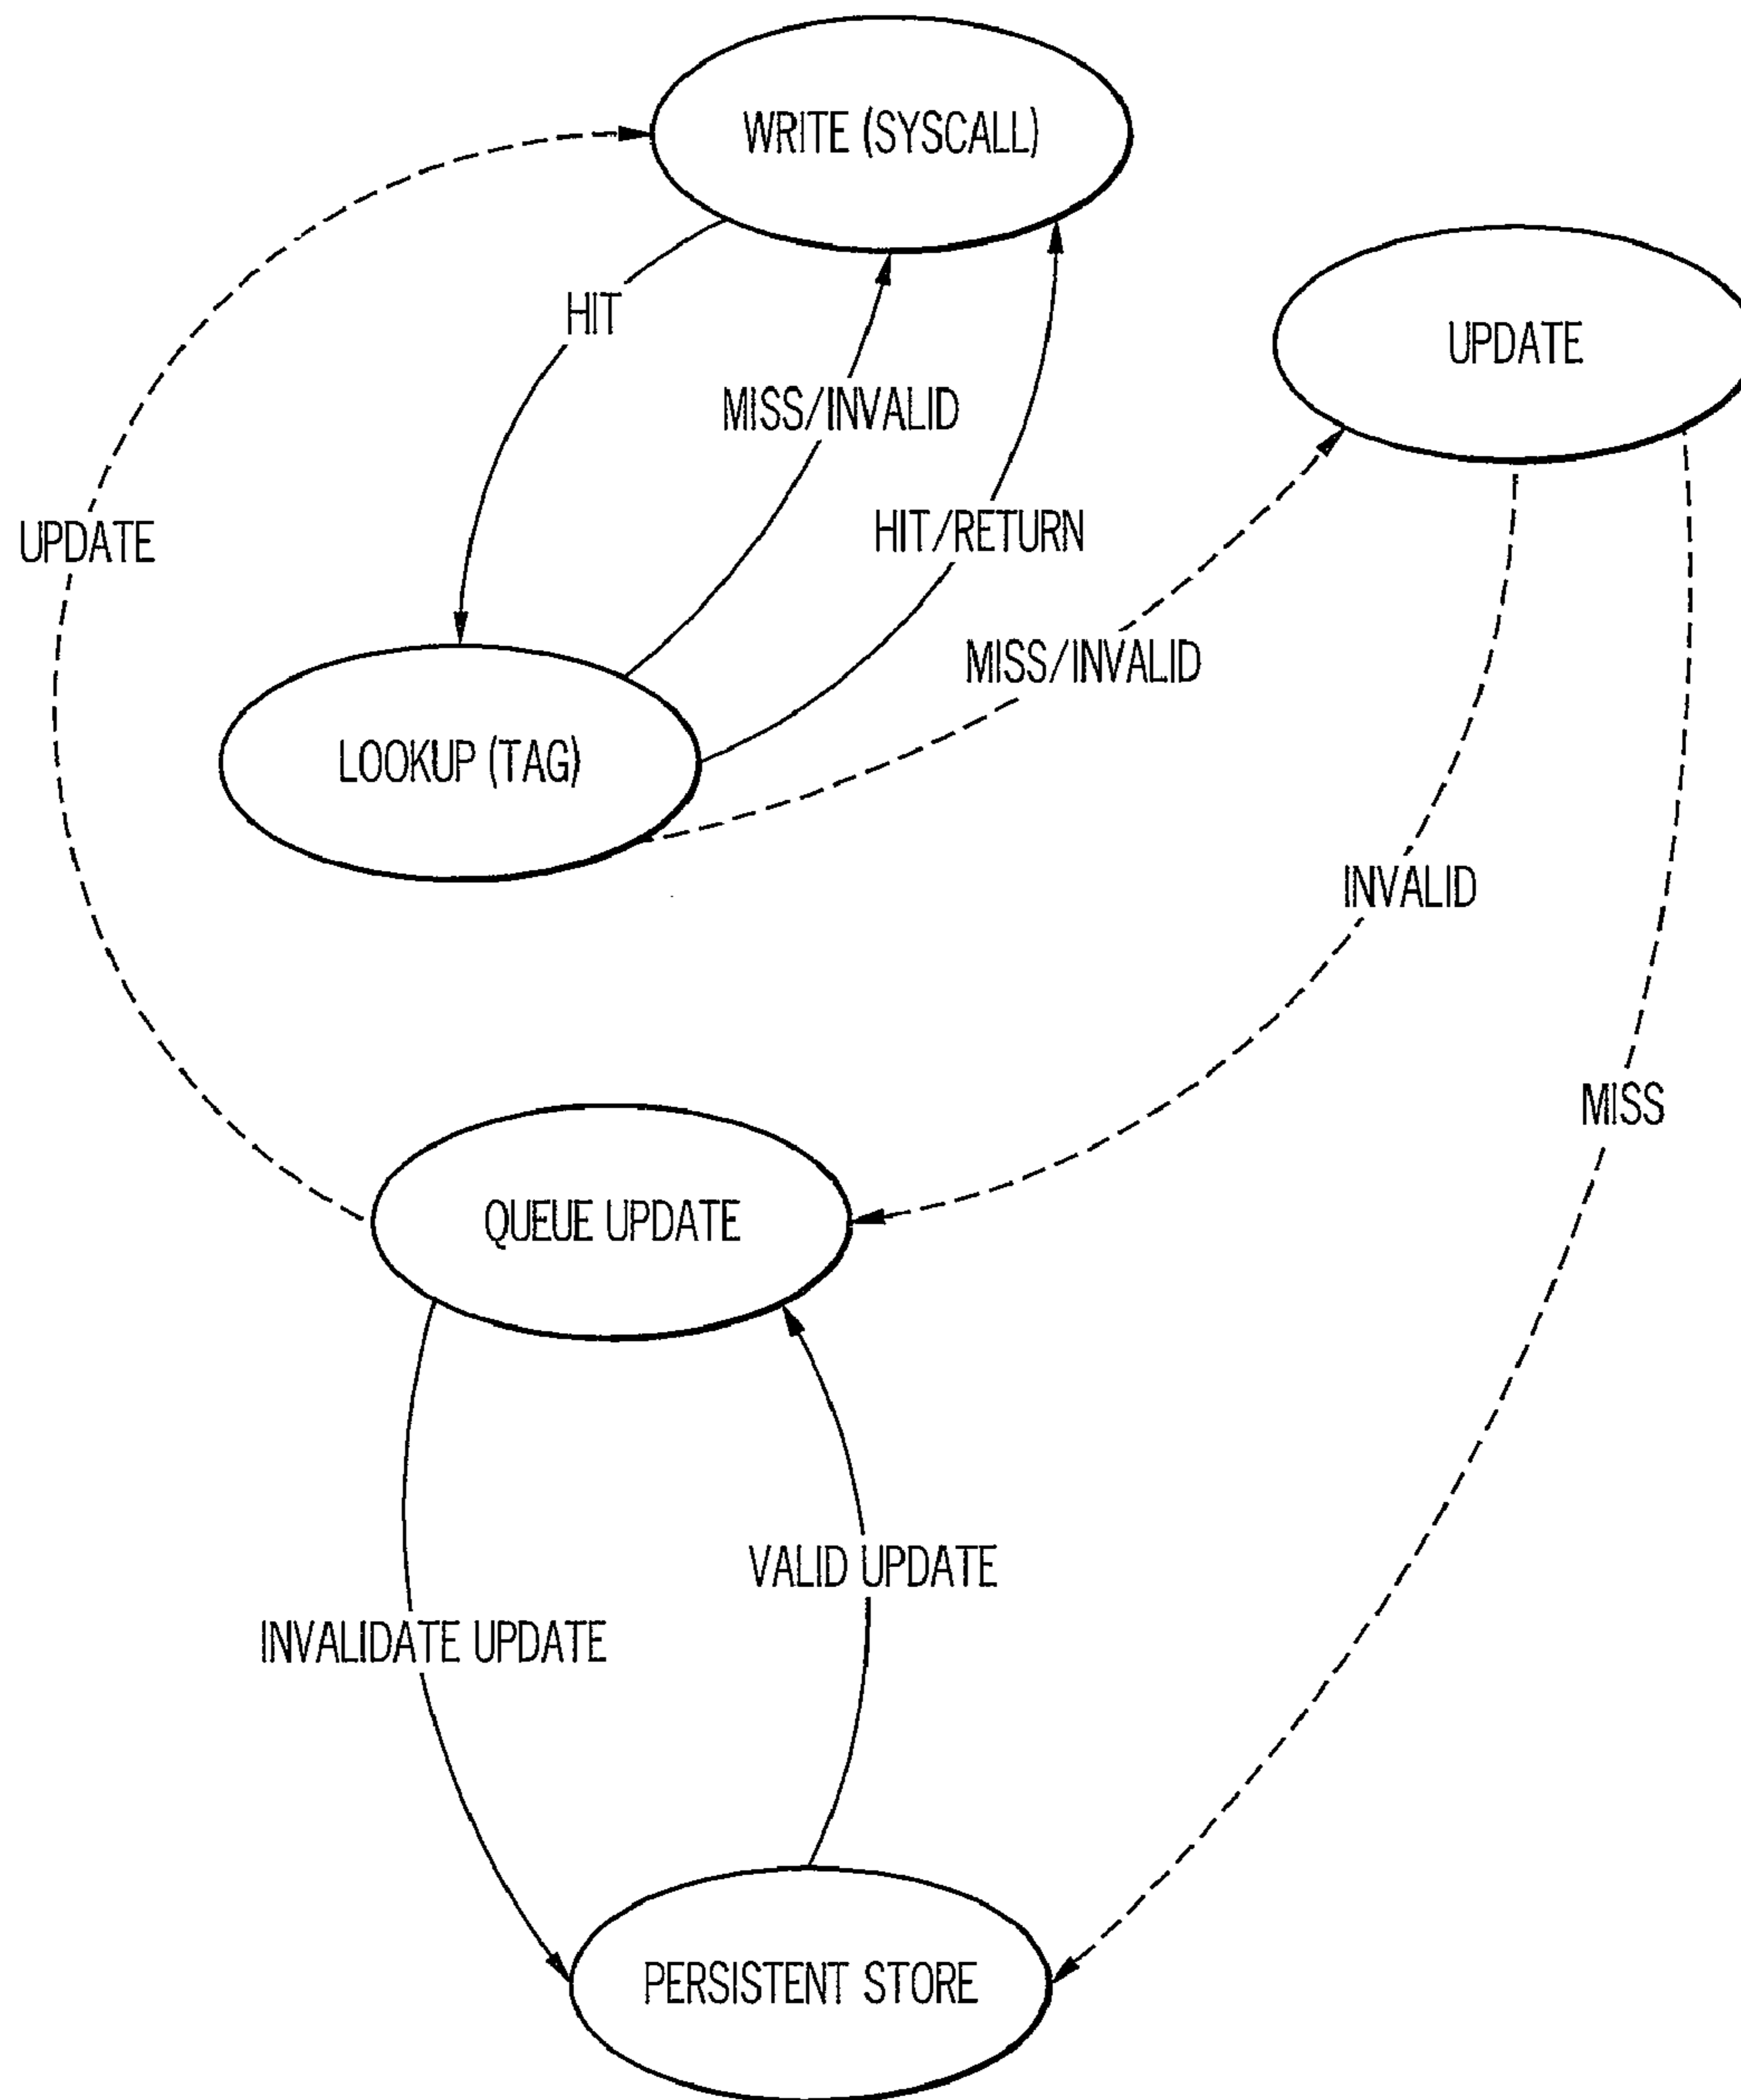 WRITE (SYSCALL)
HIT
UPDATE
MISS/INVALID
HIT/RETURN
UPDATE
MISS/INVALID
LOOKUP (TAG)
INVALID
MISS
QUEUE UPDATE
VALID UPDATE
INVALIDATE UPDATE
PERSISTENT STORE